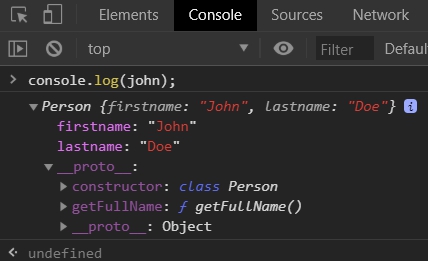 Elements Console Sources Network
top Filter Defaul
> console.log(john);
▼ Person {firstname: "John", lastname: "Doe"} i
firstname: "John"
lastname: "Doe"
▼ __proto__:
▶ constructor: class Person
▶ getFullName: ƒ getFullName()
▶ __proto__: Object
undefined